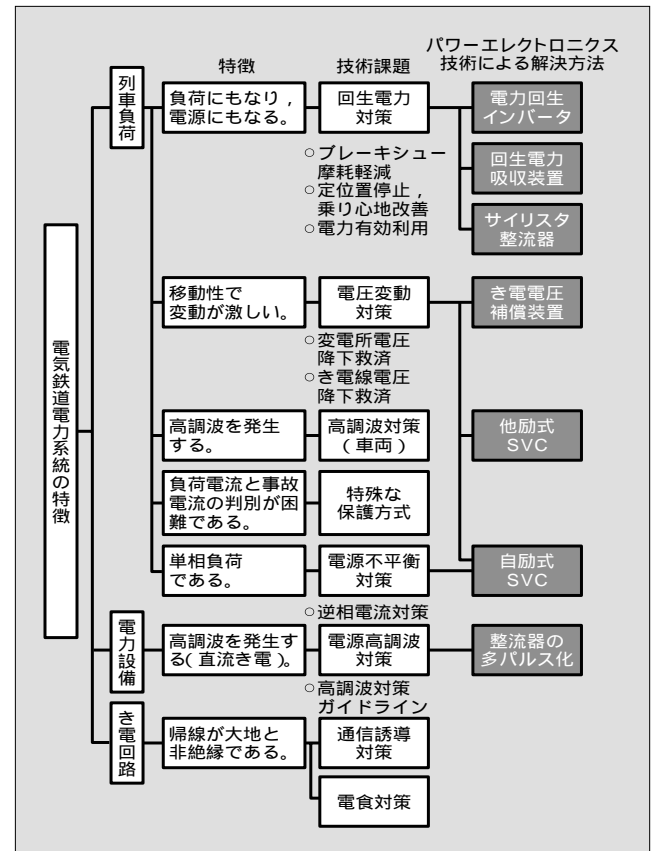 特徴
技術課題
パワーエレクトロニクス
技術による解決方法
電気鉄道電力系統の特徴
列車負荷
負荷にもなり，
電源にもなる。
回生電力
対策
○ブレーキシュー
摩耗軽減
○定位置停止，
乗り心地改善
○電力有効利用
電力回生
インバータ
回生電力
吸収装置
サイリスタ
整流器
移動性で
変動が激しい。
電圧変動
対策
○変電所電圧
降下救済
○き電線電圧
降下救済
き電電圧
補償装置
高調波を発生
する。
高調波対策
（車両）
他励式
SVC
負荷電流と事故
電流の判別が困
難である。
特殊な
保護方式
単相負荷
である。
電源不平衡
対策
○逆相電流対策
自励式
SVC
電力設備
高調波を発生す
る（直流き電）。
電源高調波
対策
○高調波対策
ガイドライン
整流器の
多パルス化
き電回路
帰線が大地と
非絶縁である。
通信誘導
対策
電食対策